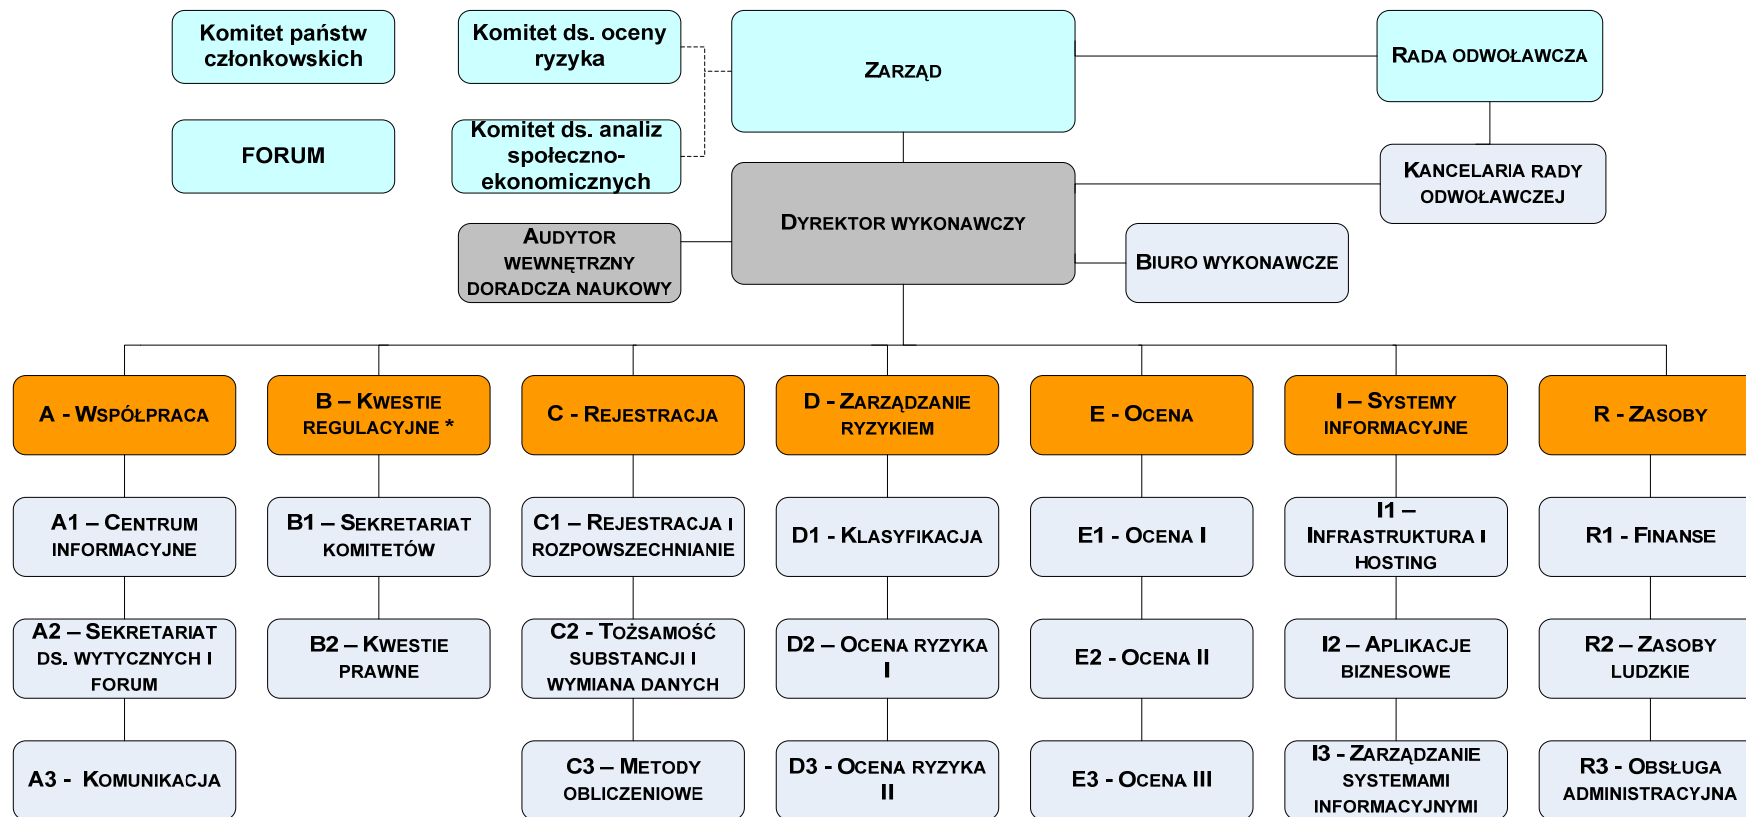 Komitet państw
członkowskich
Komitet ds. oceny
ryzyka
ZARZĄD
RADA ODWOŁAWCZA
FORUM
Komitet ds. analiz
społeczno-
ekonomicznych
KANCELARIA RADY
ODWOŁAWCZEJ
DYREKTOR WYKONAWCZY
AUDYTOR
WEWNĘTRZNY
DORADCZA NAUKOWY
BIURO WYKONAWCZE
A - WSPÓŁPRACA
B – KWESTIE
REGULACYJNE *
C - REJESTRACJA
D - ZARZĄDZANIE
RYZYKIEM
E - OCENA
I – SYSTEMY
INFORMACYJNE
R - ZASOBY
A1 – CENTRUM
INFORMACYJNE
B1 – SEKRETARIAT
KOMITETÓW
C1 – REJESTRACJA I
ROZPOWSZECHNIANIE
D1 - KLASYFIKACJA
E1 - OCENA I
I1 –
INFRASTRUKTURA I
HOSTING
R1 - FINANSE
A2 – SEKRETARIAT
DS. WYTYCZNYCH I
FORUM
B2 – KWESTIE
PRAWNE
C2 - TOŻSAMOŚĆ
SUBSTANCJI I
WYMIANA DANYCH
D2 – OCENA RYZYKA
I
E2 - OCENA II
I2 – APLIKACJE
BIZNESOWE
R2 – ZASOBY
LUDZKIE
A3 - KOMUNIKACJA
C3 – METODY
OBLICZENIOWE
D3 - OCENA RYZYKA
II
E3 - OCENA III
I3 - ZARZĄDZANIE
SYSTEMAMI
INFORMACYJNYMI
R3 - OBSŁUGA
ADMINISTRACYJNA